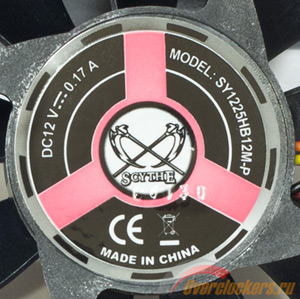 DC12 V 0.17 A
MODEL: SY1225HB12M-P
SCYTHE
CE
MADE IN CHINA
Overclockers.ru